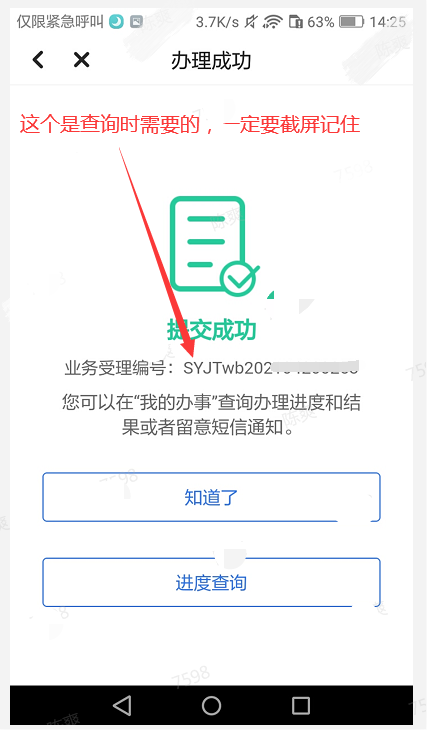 仅限紧急呼叫 3.7K/s 63% 14:25
办理成功
这个是查询时需要的，一定要截屏记住
提交成功
业务受理编号：SYJTwb202
您可以在“我的办事”查询办理进度和结
果或者留意短信通知。
知道了
进度查询
陈爽
7598